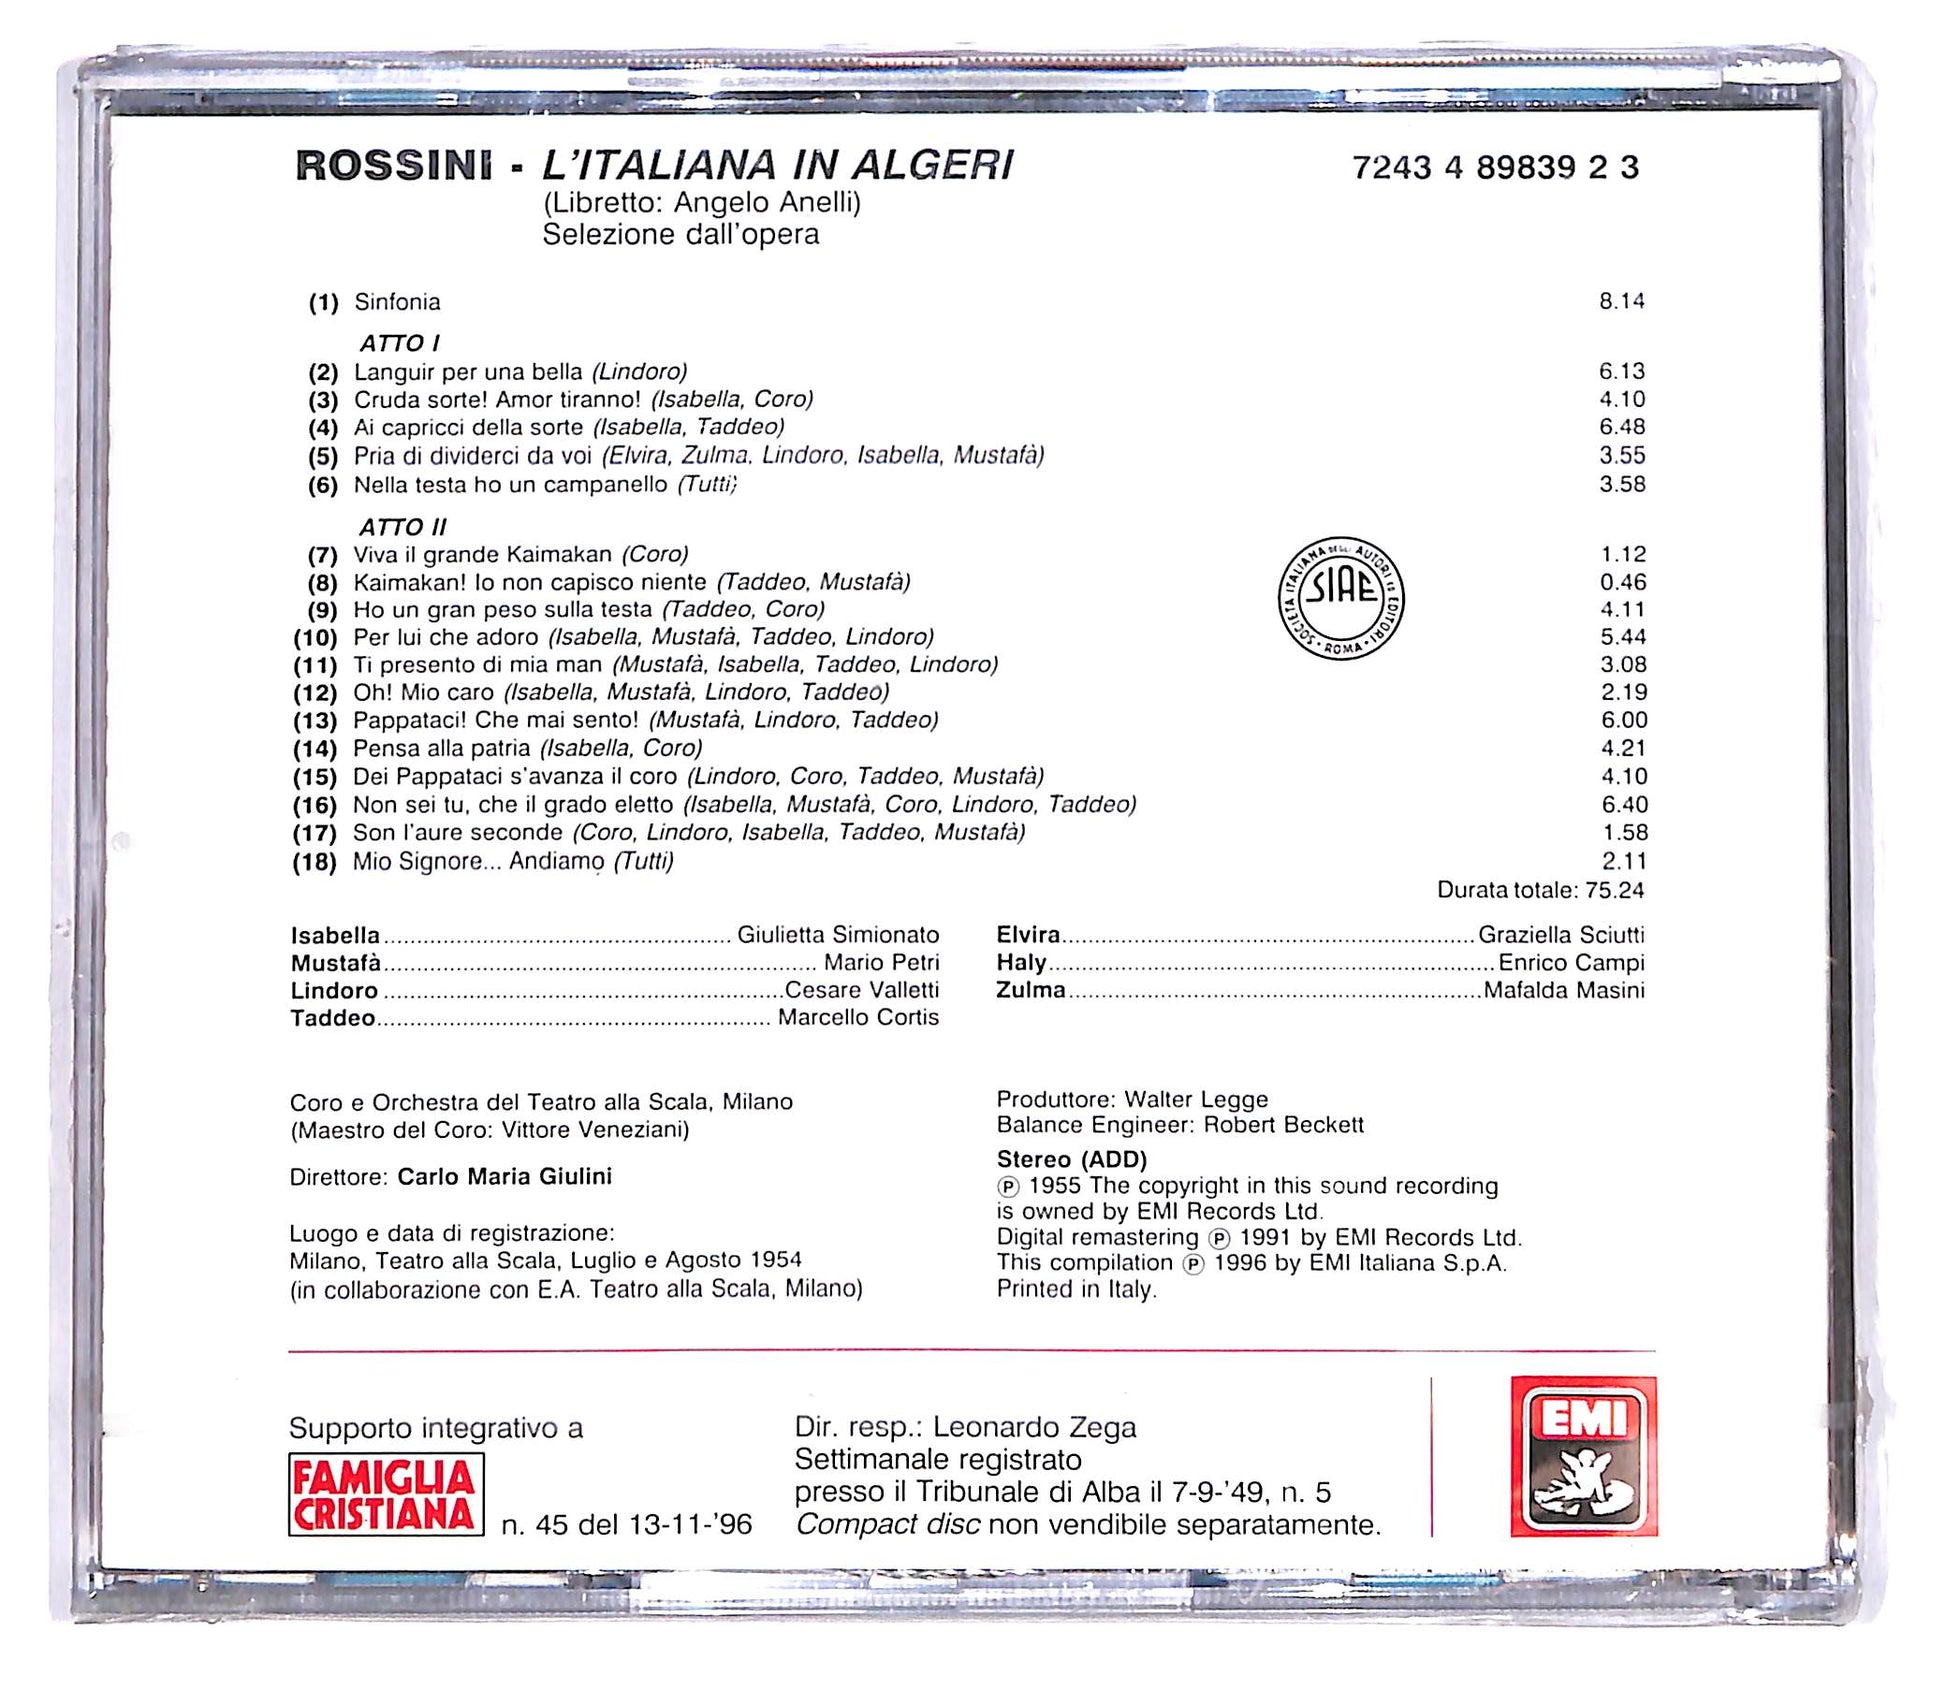 ROSSINI - L'ITALIANA IN ALGERI 7243 4 89839 2 3
(Libretto: Angelo Anelli)
Selezione dall'opera
(1) Sinfonia 8.14
ATTO I
(2) Languir per una bella (Lindoro) 6.13
(3) Cruda sorte! Amor tiranno! (Isabella, Coro) 4.10
(4) Ai capricci della sorte (Isabella, Taddeo) 6.48
(5) Pria di dividerci da voi (Elvira, Zulma, Lindoro, Isabella, Mustafà) 3.55
(6) Nella testa ho un campanello (Tutti) 3.58
ATTO II
(7) Viva il grande Kaimakan (Coro) 1.12
(8) Kaimakan! Io non capisco niente (Taddeo, Mustafà) 0.46
(9) Ho un gran peso sulla testa (Taddeo, Coro) 4.11
(10) Per lui che adoro (Isabella, Mustafà, Taddeo, Lindoro) 5.44
(11) Ti presento di mia man (Mustafà, Isabella, Taddeo, Lindoro) 3.08
(12) Oh! Mio caro (Isabella, Mustafà, Lindoro, Taddeo) 2.19
(13) Pappataci! Che mai sento! (Mustafà, Lindoro, Taddeo) 6.00
(14) Pensa alla patria (Isabella, Coro) 4.21
(15) Dei Pappataci s'avanza il coro (Lindoro, Coro, Taddeo, Mustafà) 4.10
(16) Non sei tu, che il grado eletto (Isabella, Mustafà, Coro, Lindoro, Taddeo) 6.40
(17) Son l'aure seconde (Coro, Lindoro, Isabella, Taddeo, Mustafà) 1.58
(18) Mio Signore... Andiamo (Tutti) 2.11
Durata totale: 75.24
SOCIETÀ ITALIANA DEGLI AUTORI ED EDITORI · ROMA ·
SIAE
Isabella Giulietta Simionato
Mustafà Mario Petri
Lindoro Cesare Valletti
Taddeo Marcello Cortis
Elvira Graziella Sciutti
Haly Enrico Campi
Zulma Mafalda Masini
Coro e Orchestra del Teatro alla Scala, Milano
(Maestro del Coro: Vittore Veneziani)
Direttore: Carlo Maria Giulini
Luogo e data di registrazione:
Milano, Teatro alla Scala, Luglio e Agosto 1954
(in collaborazione con E.A. Teatro alla Scala, Milano)
Produttore: Walter Legge
Balance Engineer: Robert Beckett
Stereo (ADD)
℗ 1955 The copyright in this sound recording
is owned by EMI Records Ltd.
Digital remastering ℗ 1991 by EMI Records Ltd.
This compilation ℗ 1996 by EMI Italiana S.p.A.
Printed in Italy.
Supporto integrativo a
FAMIGLIA
CRISTIANA
n. 45 del 13-11-'96
Dir. resp.: Leonardo Zega
Settimanale registrato
presso il Tribunale di Alba il 7-9-'49, n. 5
Compact disc non vendibile separatamente.
EMI